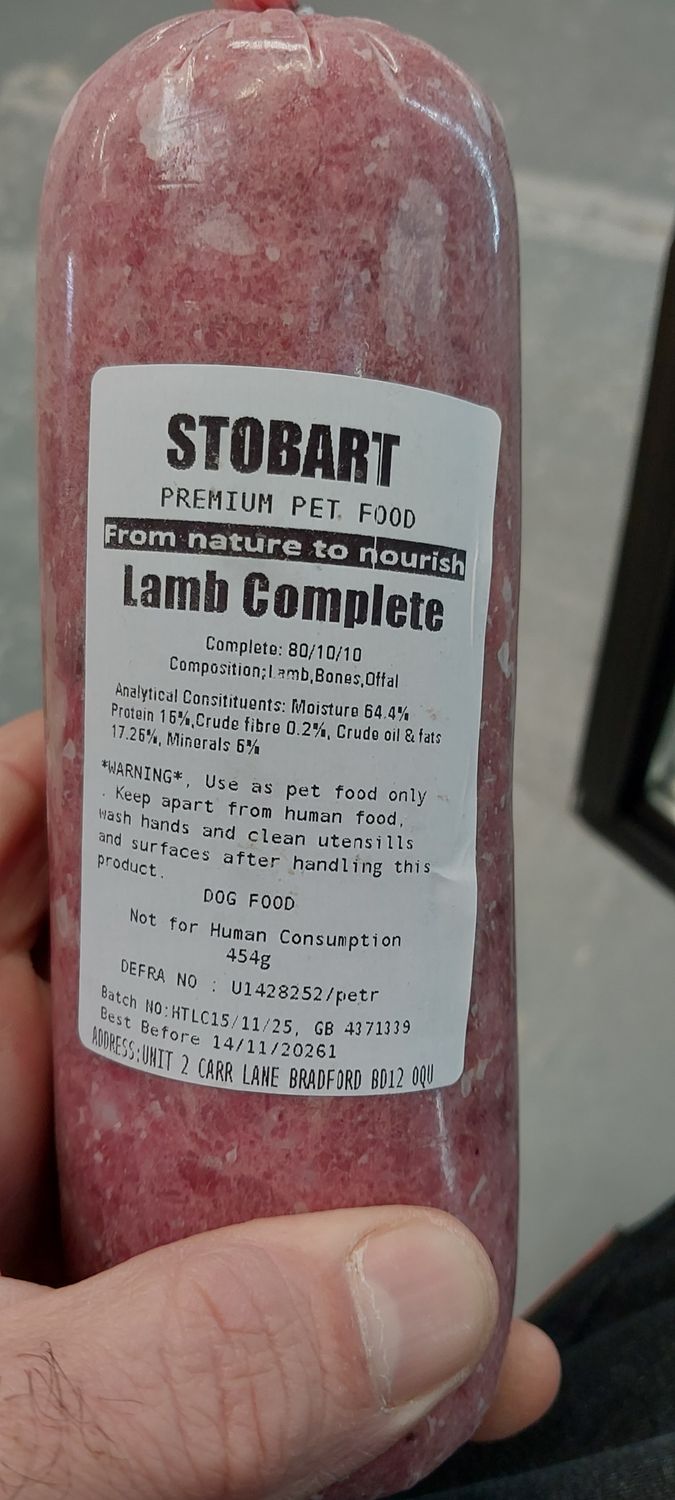 STOBART
PREMIUM PET FOOD
From nature to nourish
Lamb Complete
Complete: 80/10/10
Composition;Lamb,Bones,Offal
Analytical Consitituents: Moisture 64.4%
Protein 16%,Crude fibre 0.2%, Crude oil & fats
17.26%, Minerals 6%
*WARNING*, Use as pet food only
. Keep apart from human food,
wash hands and clean utensills
and surfaces after handling this
product.
DOG FOOD
Not for Human Consumption
454g
DEFRA NO : U1428252/petr
Batch NO:HTLC15/11/25, GB 4371339
Best Before 14/11/20261
ADDRESS:UNIT 2 CARR LANE BRADFORD BD12 0QU